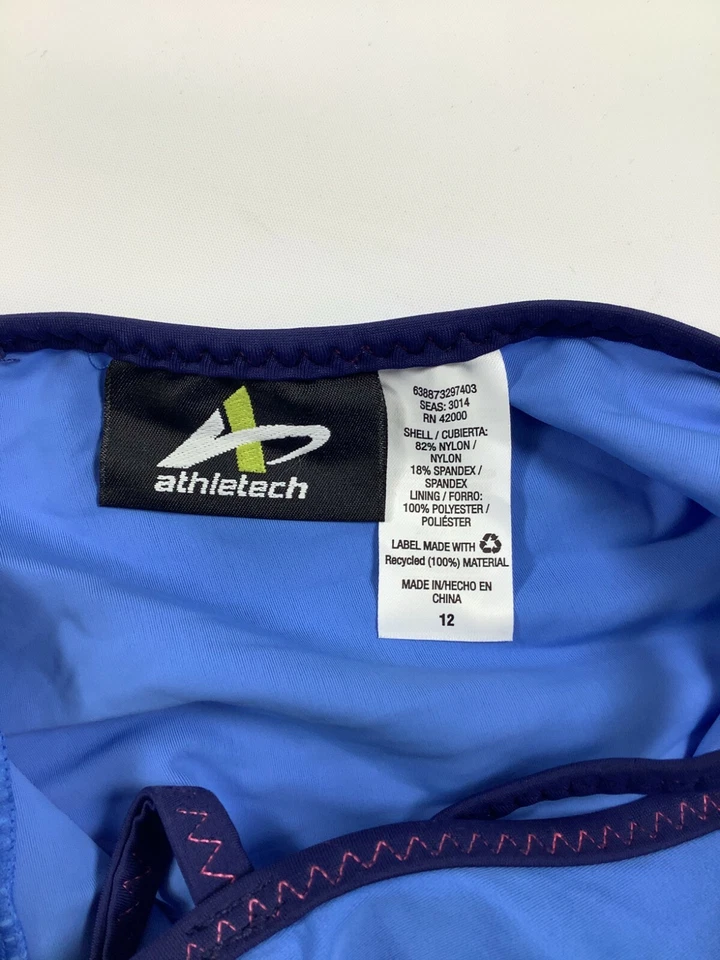 athletech
638873297403
SEAS: 3014
RN 42000
SHELL / CUBIERTA:
82% NYLON /
NYLON
18% SPANDEX /
SPANDEX
LINING / FORRO:
100% POLYESTER /
POLIÉSTER
LABEL MADE WITH
Recycled (100%) MATERIAL
MADE IN/HECHO EN
CHINA
12